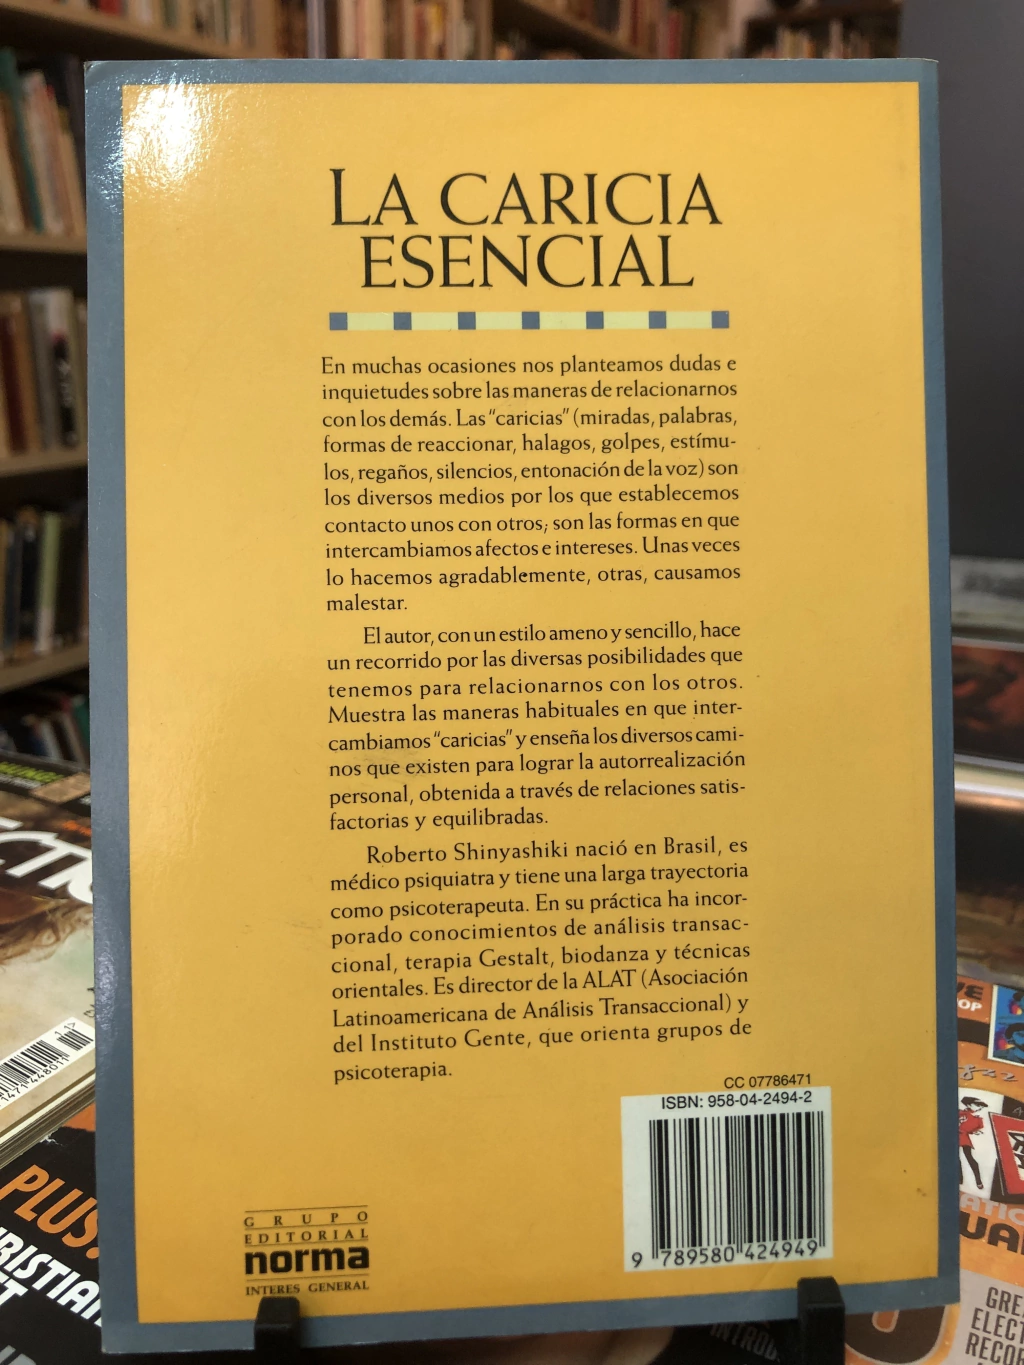 LA CARICIA
ESENCIAL
En muchas ocasiones nos planteamos dudas e
inquietudes sobre las maneras de relacionarnos
con los demás. Las "caricias" (miradas, palabras,
formas de reaccionar, halagos, golpes, estímu-
los, regaños, silencios, entonación de la voz) son
los diversos medios por los que establecemos
contacto unos con otros; son las formas en que
intercambiamos afectos e intereses. Unas veces
lo hacemos agradablemente, otras, causamos
malestar.
El autor, con un estilo ameno y sencillo, hace
un recorrido por las diversas posibilidades que
tenemos para relacionarnos con los otros.
Muestra las maneras habituales en que inter-
cambiamos "caricias" y enseña los diversos cami-
nos que existen para lograr la autorrealización
personal, obtenida a través de relaciones satis-
factorias y equilibradas.
Roberto Shinyashiki nació en Brasil, es
médico psiquiatra y tiene una larga trayectoria
como psicoterapeuta. En su práctica ha incor-
porado conocimientos de análisis transac-
cional, terapia Gestalt, biodanza y técnicas
orientales. Es director de la ALAT (Asociación
Latinoamericana de Análisis Transaccional) y
del Instituto Gente, que orienta grupos de
psicoterapia.
CC 07786471
ISBN: 958-04-2494-2
9 789580 424949
GRUPO
EDITORIAL
norma
INTERES GENERAL
PLUS:
GREA
ELECT
RECOR